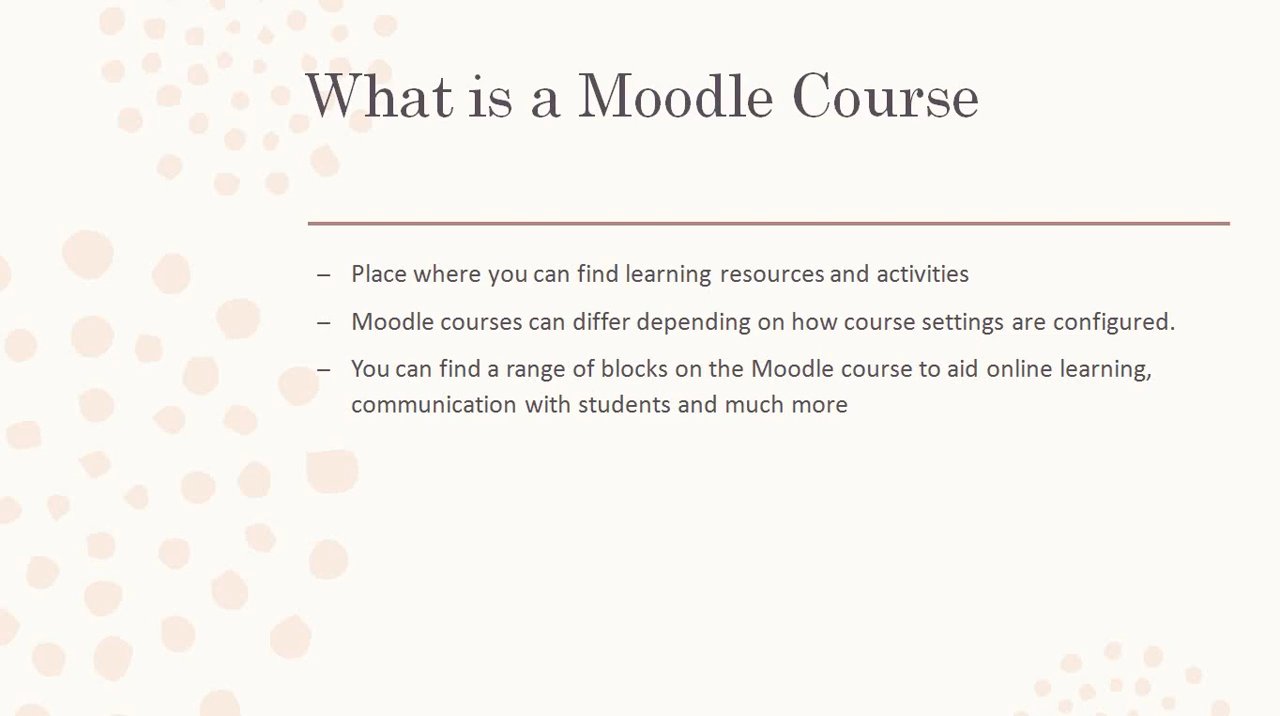 What is a Moodle Course
– Place where you can find learning resources and activities
– Moodle courses can differ depending on how course settings are configured.
– You can find a range of blocks on the Moodle course to aid online learning,
communication with students and much more